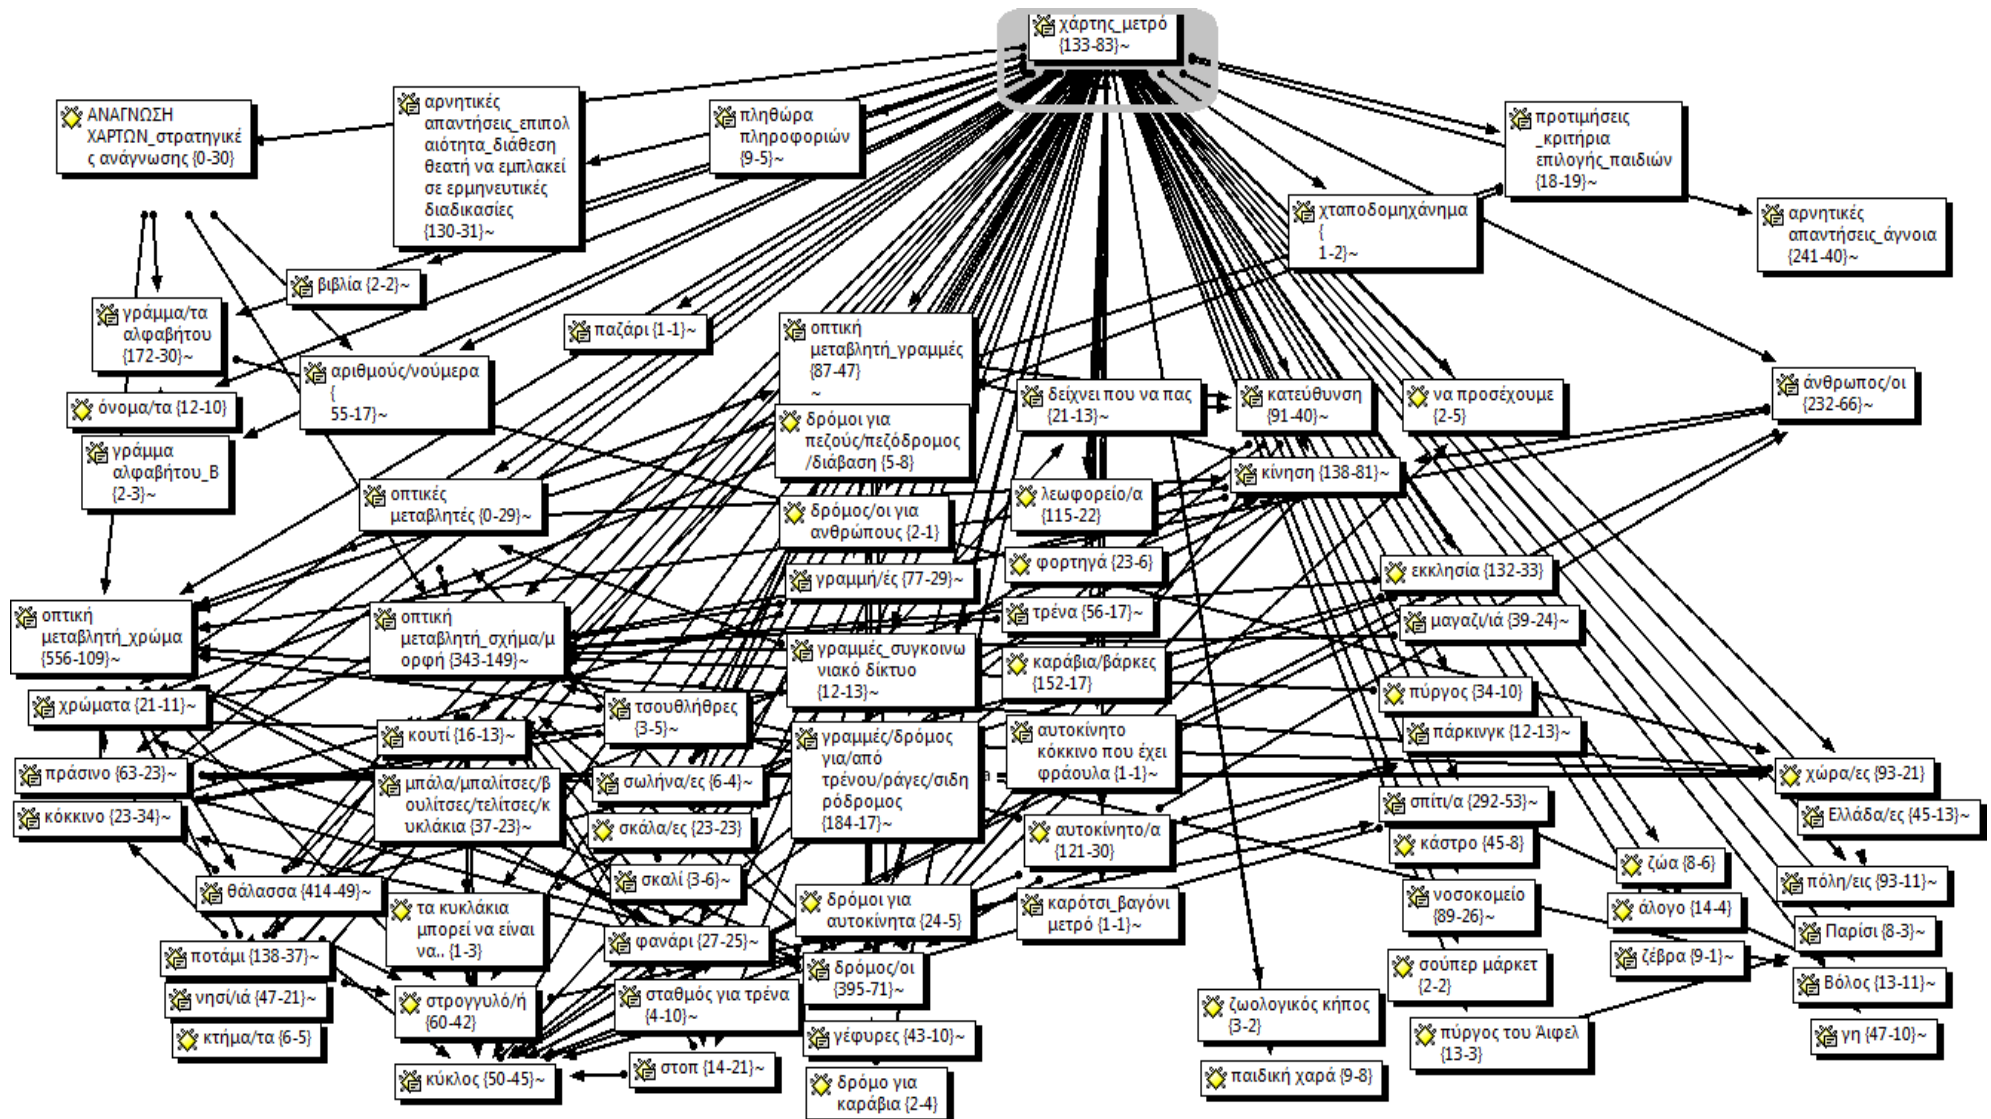 χάρτης_μετρό
{133-83}~
ΑΝΑΓΝΩΣΗ
ΧΑΡΤΩΝ_στρατηγικέ
ς ανάγνωσης {0-30}
αρνητικές
απαντήσεις_επιπολ
αιότητα_διάθεση
θεατή να εμπλακεί
σε ερμηνευτικές
διαδικασίες
{130-31}~
πληθώρα
πληροφοριών
{9-5}~
προτιμήσεις
_κριτήρια
επιλογής_παιδιών
{18-19}~
χταποδομηχάνημα
{
1-2}~
αρνητικές
απαντήσεις_άγνοια
{241-40}~
βιβλία {2-2}~
γράμμα/τα
αλφαβήτου
{172-30}~
παζάρι {1-1}~
οπτική
μεταβλητή_γραμμές
{87-47}
~
αριθμούς/νούμερα
{
55-17}~
όνομα/τα {12-10}
γράμμα
αλφαβήτου_Β
{2-3}~
δείχνει που να πας
{21-13}~
κατεύθυνση
{91-40}~
να προσέχουμε
{2-5}
άνθρωπος/οι
{232-66}~
δρόμοι για
πεζούς/πεζόδρομος
/διάβαση {5-8}
κίνηση {138-81}~
οπτικές
μεταβλητές {0-29}~
δρόμος/οι για
ανθρώπους {2-1}
λεωφορείο/α
{115-22}
φορτηγά {23-6}
εκκλησία {132-33}
γραμμή/ές {77-29}~
τρένα {56-17}~
μαγαζι/ιά {39-24}~
οπτική
μεταβλητή_χρώμα
{556-109}~
οπτική
μεταβλητή_σχήμα/μ
ορφή {343-149}~
γραμμές_συγκοινω
νιακό δίκτυο
{12-13}~
καράβια/βάρκες
{152-17}
πύργος {34-10}
χρώματα {21-11}~
τσουθλήθρες
{3-5}~
κουτί {16-13}~
γραμμές/δρόμος
για/από
τρένου/ράγες/σιδη
ρόδρομος
{184-17}~
αυτοκίνητο
κόκκινο που έχει
φράουλα {1-1}~
πάρκινγκ {12-13}~
πράσινο {63-23}~
μπάλα/μπαλίτσες/β
ουλίτσες/τελίτσες/κ
υκλάκια {37-23}~
σωλήνα/ες {6-4}~
χώρα/ες {93-21}
κόκκινο {23-34}~
σπίτι/α {292-53}~
Ελλάδα/ες {45-13}~
σκάλα/ες {23-23}
αυτοκίνητο/α
{121-30}
κάστρο {45-8}
ζώα {8-6}
θάλασσα {414-49}~
σκαλί {3-6}~
πόλη/εις {93-11}~
τα κυκλάκια
μπορεί να είναι
να.. {1-3}
δρόμοι για
αυτοκίνητα {24-5}
καρότσι_βαγόνι
μετρό {1-1}~
νοσοκομείο
{89-26}~
άλογο {14-4}
Παρίσι {8-3}~
ποτάμι {138-37}~
φανάρι {27-25}~
δρόμος/οι
{395-71}~
σούπερ μάρκετ
{2-2}
ζέβρα {9-1}~
Βόλος {13-11}~
νησί/ιά {47-21}~
στρογγυλό/ή
{60-42}
σταθμός για τρένα
{4-10}~
ζωολογικός κήπος
{3-2}
πύργος του Άιφελ
{13-3}
γη {47-10}~
κτήμα/τα {6-5}
γέφυρες {43-10}~
κύκλος {50-45}~
στοπ {14-21}~
δρόμο για
καράβια {2-4}
παιδική χαρά {9-8}